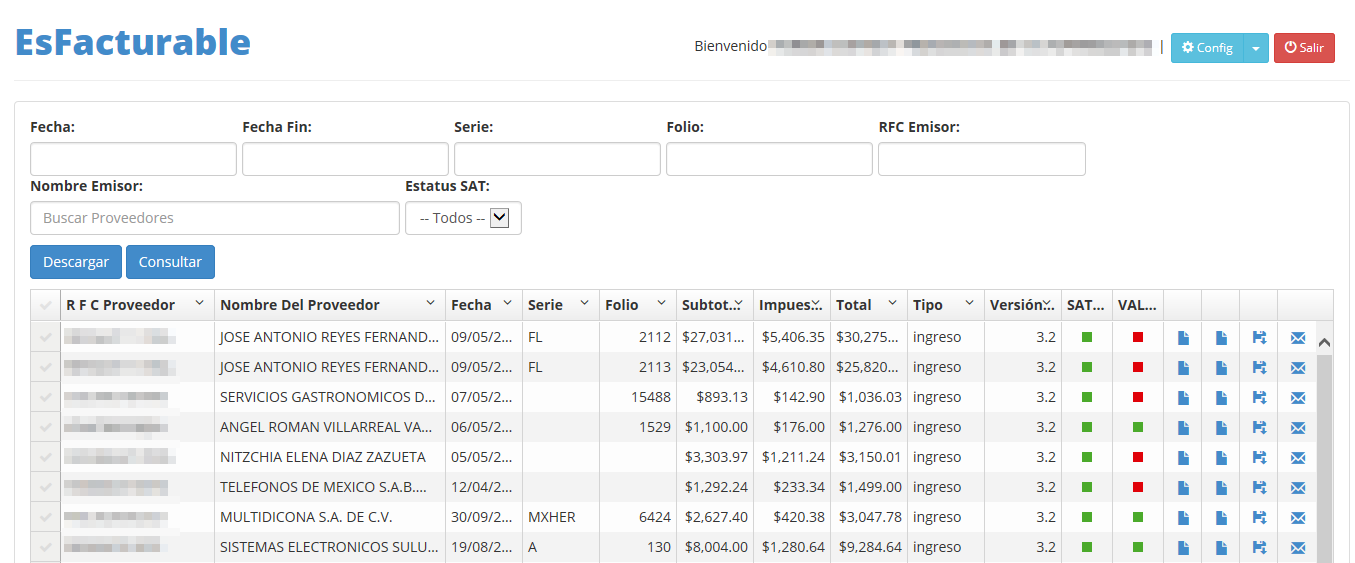 EsFacturable
Bienvenido | Config Salir
Fecha: Fecha Fin: Serie: Folio: RFC Emisor:
Nombre Emisor: Estatus SAT:
Buscar Proveedores -- Todos --
Descargar Consultar
R F C Proveedor Nombre Del Proveedor Fecha Serie Folio Subtot... Impues... Total Tipo Versión... SAT... VAL...
JOSE ANTONIO REYES FERNAND... 09/05/2... FL 2112 $27,031... $5,406.35 $30,275... ingreso 3.2
JOSE ANTONIO REYES FERNAND... 09/05/2... FL 2113 $23,054... $4,610.80 $25,820... ingreso 3.2
SERVICIOS GASTRONOMICOS D... 07/05/2... 15488 $893.13 $142.90 $1,036.03 ingreso 3.2
ANGEL ROMAN VILLARREAL VA... 06/05/2... 1529 $1,100.00 $176.00 $1,276.00 ingreso 3.2
NITZCHIA ELENA DIAZ ZAZUETA 05/05/2... $3,303.97 $1,211.24 $3,150.01 ingreso 3.2
TELEFONOS DE MEXICO S.A.B.... 12/04/2... $1,292.24 $233.34 $1,499.00 ingreso 3.2
MULTIDICONA S.A. DE C.V. 30/09/2... MXHER 6424 $2,627.40 $420.38 $3,047.78 ingreso 3.2
SISTEMAS ELECTRONICOS SULU... 19/08/2... A 130 $8,004.00 $1,280.64 $9,284.64 ingreso 3.2